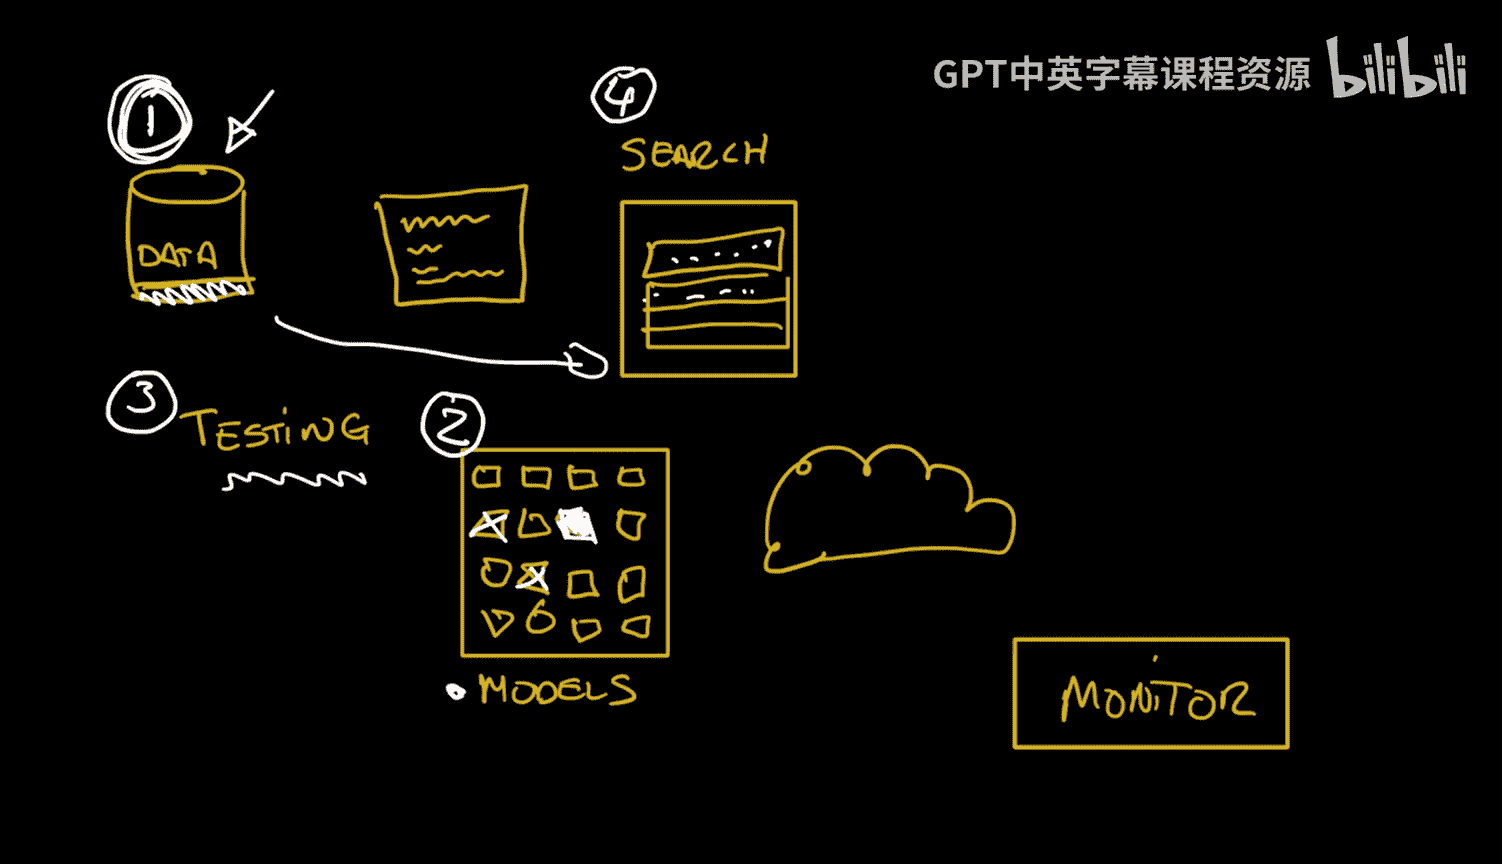 GPT中英字幕课程资源 bilibili
1
4
SEARCH
DATA
3
TESTING
2
MODELS
MONITOR